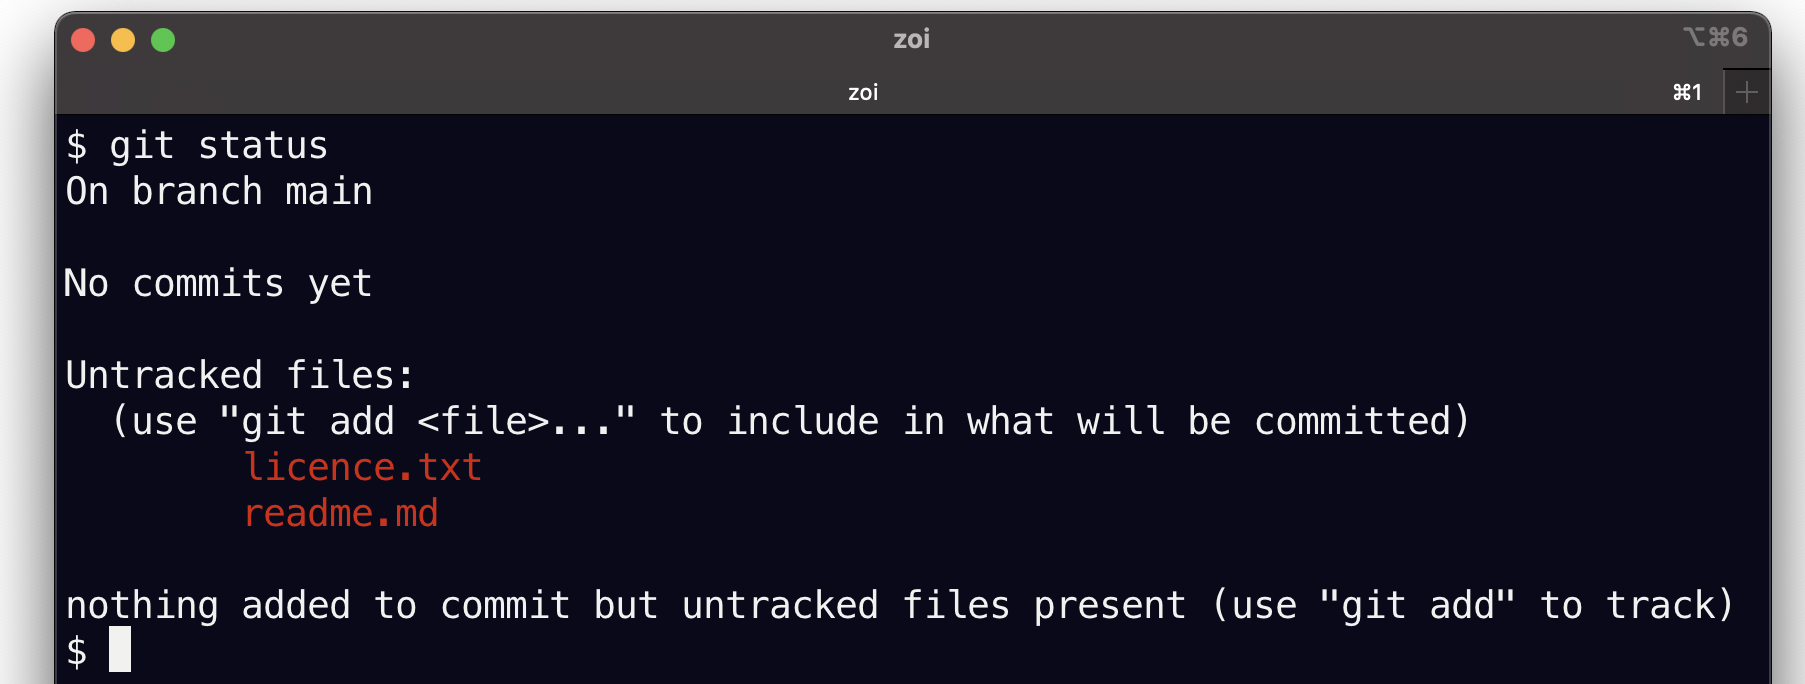 zoi
⌥⌘6
zoi
⌘1
$ git status
On branch main
No commits yet
Untracked files:
  (use "git add <file>..." to include in what will be committed)
        licence.txt
        readme.md
nothing added to commit but untracked files present (use "git add" to track)
$